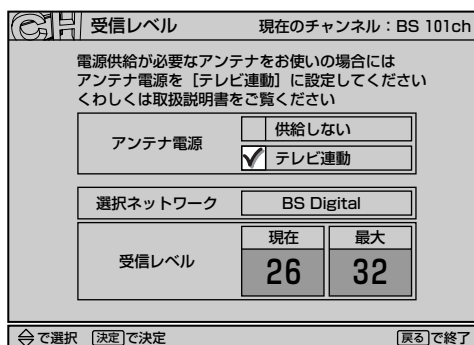 CH 受信レベル 現在のチャンネル：BS 101ch
電源供給が必要なアンテナをお使いの場合には
アンテナ電源を［テレビ連動］に設定してください
くわしくは取扱説明書をご覧ください
アンテナ電源
供給しない
テレビ連動
選択ネットワーク BS Digital
受信レベル
現在 最大
26 32
で選択 決定で決定 戻るで終了